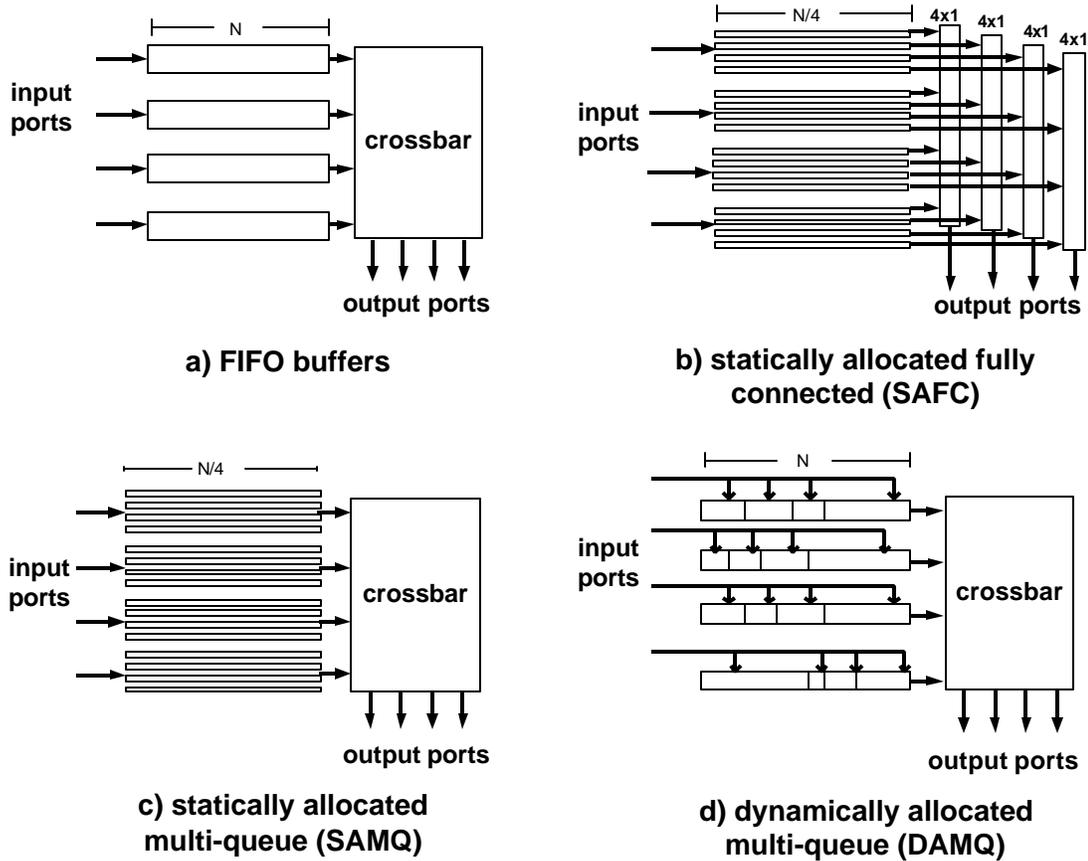 N
input
ports
crossbar
output ports
a) FIFO buffers
N/4
4x1
4x1
4x1
4x1
input
ports
output ports
b) statically allocated fully
connected (SAFC)
N/4
input
ports
crossbar
output ports
c) statically allocated
multi-queue (SAMQ)
N
input
ports
crossbar
output ports
d) dynamically allocated
multi-queue (DAMQ)